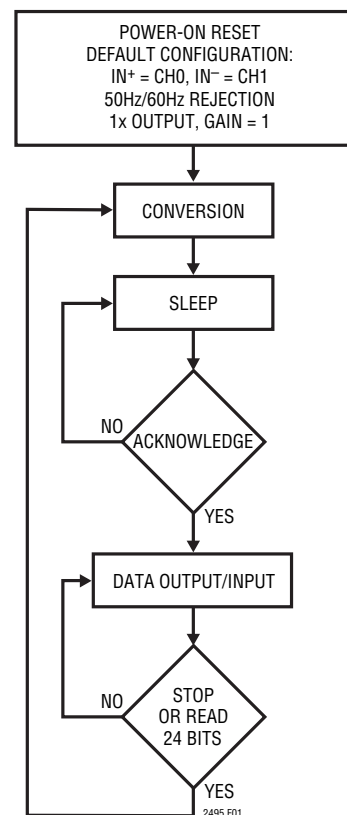 POWER-ON RESET
DEFAULT CONFIGURATION:
IN+ = CH0, IN– = CH1
50Hz/60Hz REJECTION
1x OUTPUT, GAIN = 1
CONVERSION
SLEEP
NO
ACKNOWLEDGE
YES
DATA OUTPUT/INPUT
NO
STOP
OR READ
24 BITS
YES
2495 F01